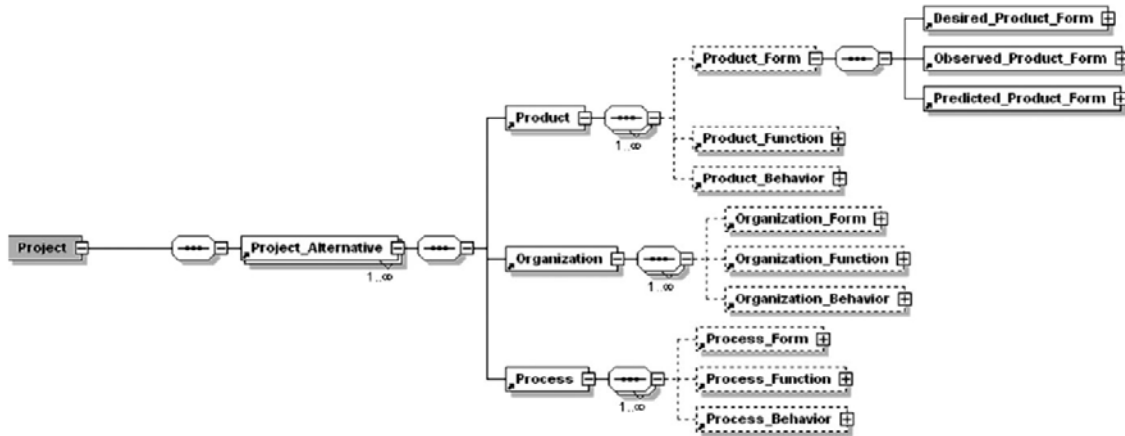 Desired_Product_Form
Product_Form
Observed_Product_Form
Predicted_Product_Form
Product
1..∞
Product_Function
Product_Behavior
Organization_Form
Project
Project_Alternative
1..∞
Organization
1..∞
Organization_Function
Organization_Behavior
Process_Form
Process
1..∞
Process_Function
Process_Behavior